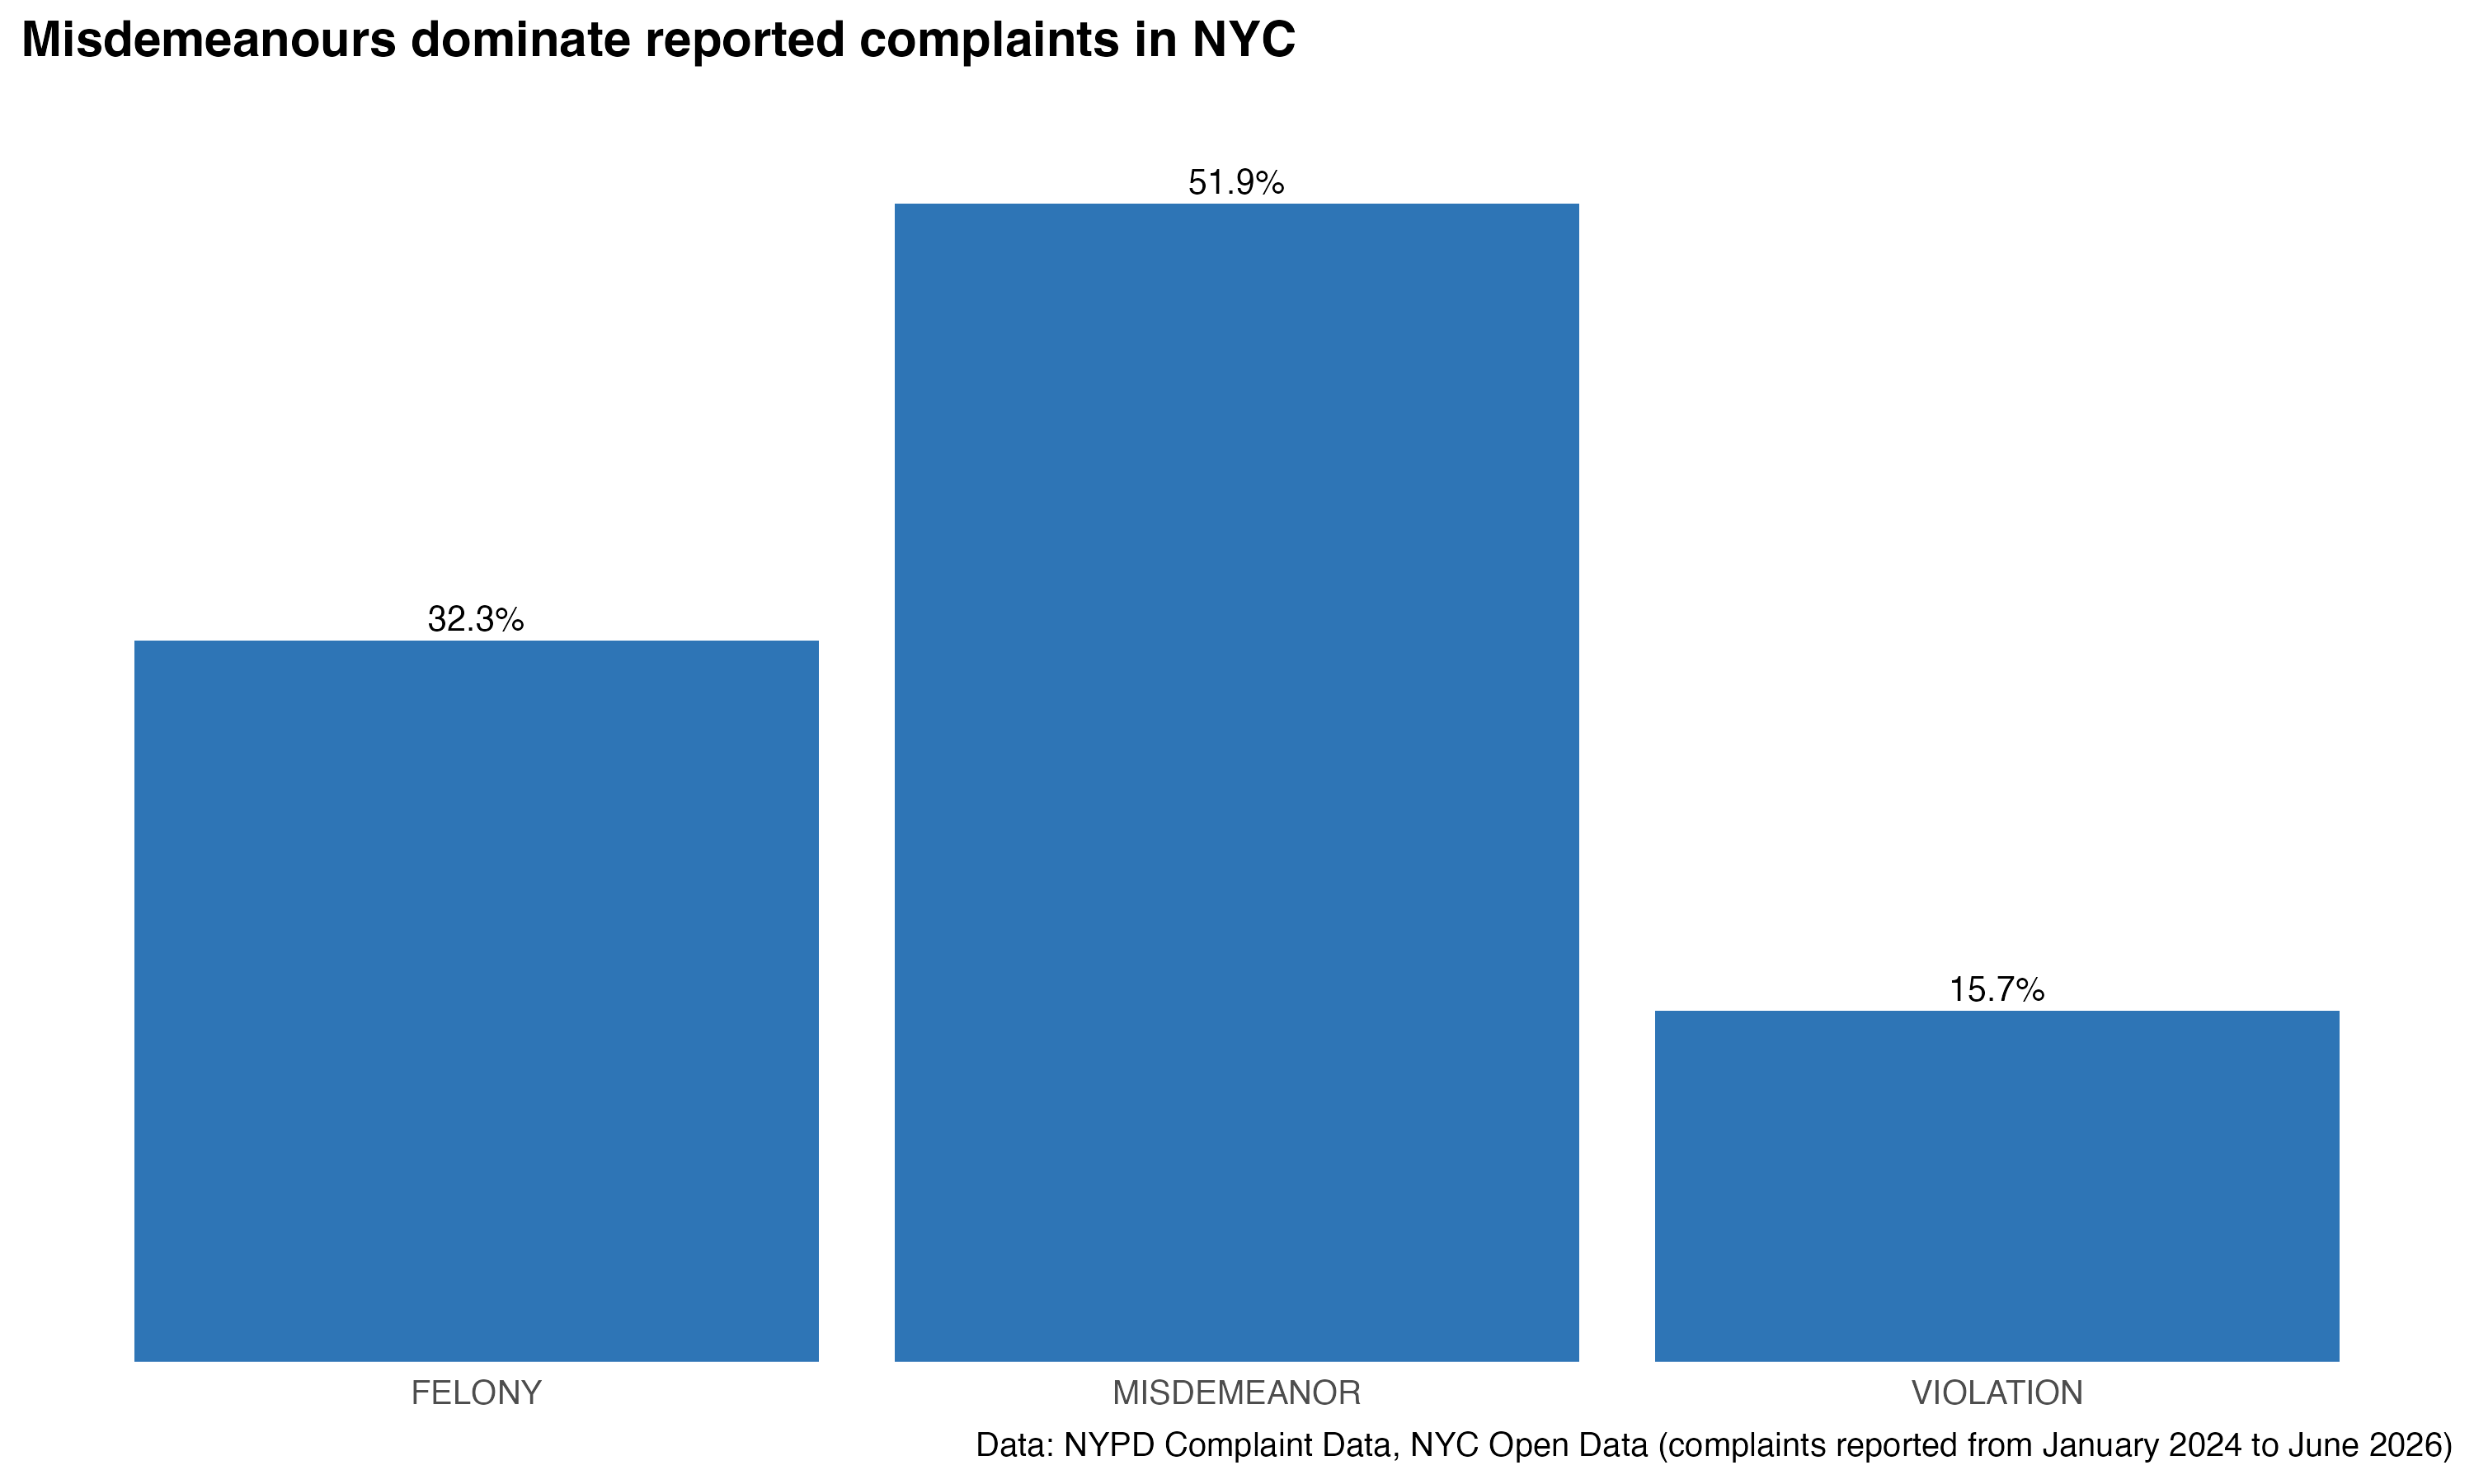 Misdemeanours dominate reported complaints in NYC
51.9%
32.3%
15.7%
FELONY MISDEMEANOR VIOLATION
Data: NYPD Complaint Data, NYC Open Data (complaints reported from January 2024 to June 2026)